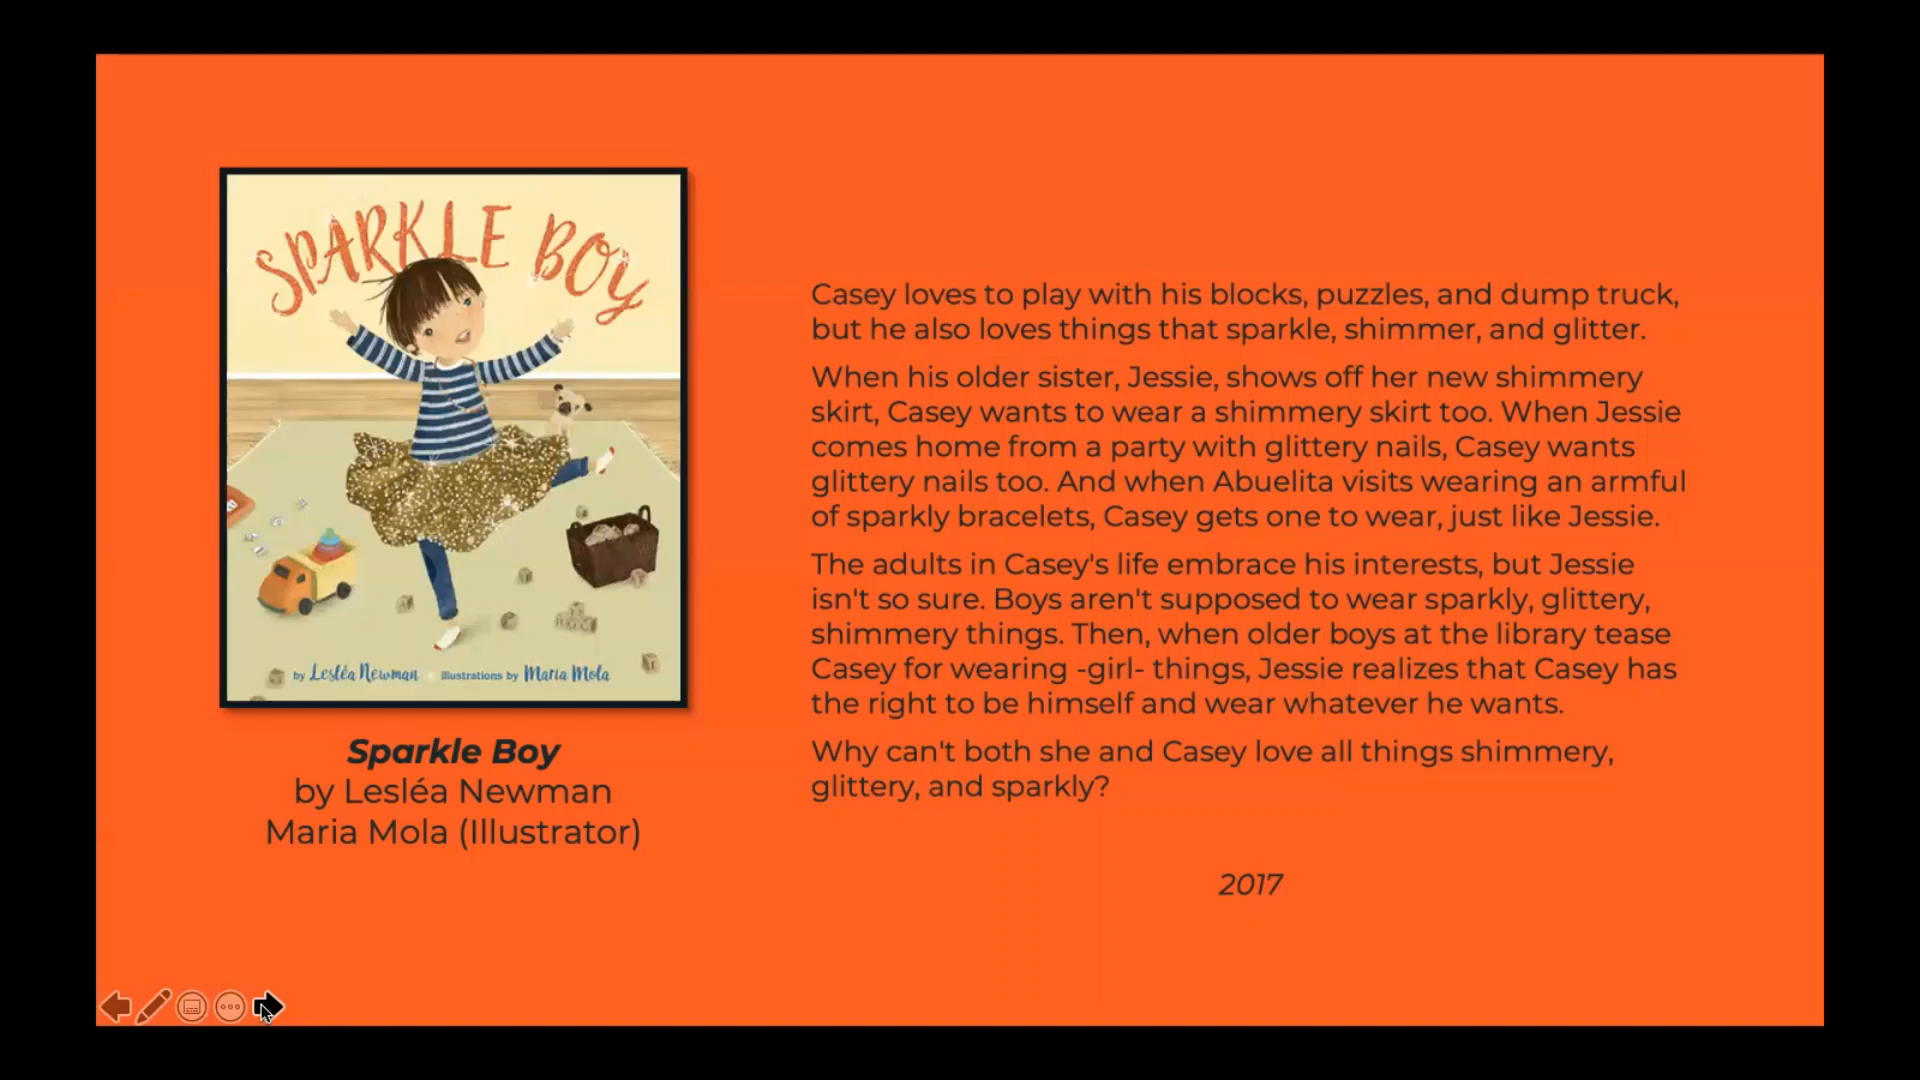 SPARKLE BOY
by Lesléa Newman illustrations by Maria Mola
Sparkle Boy
by Lesléa Newman
Maria Mola (Illustrator)
Casey loves to play with his blocks, puzzles, and dump truck,
but he also loves things that sparkle, shimmer, and glitter.
When his older sister, Jessie, shows off her new shimmery
skirt, Casey wants to wear a shimmery skirt too. When Jessie
comes home from a party with glittery nails, Casey wants
glittery nails too. And when Abuelita visits wearing an armful
of sparkly bracelets, Casey gets one to wear, just like Jessie.
The adults in Casey's life embrace his interests, but Jessie
isn't so sure. Boys aren't supposed to wear sparkly, glittery,
shimmery things. Then, when older boys at the library tease
Casey for wearing -girl- things, Jessie realizes that Casey has
the right to be himself and wear whatever he wants.
Why can't both she and Casey love all things shimmery,
glittery, and sparkly?
2017